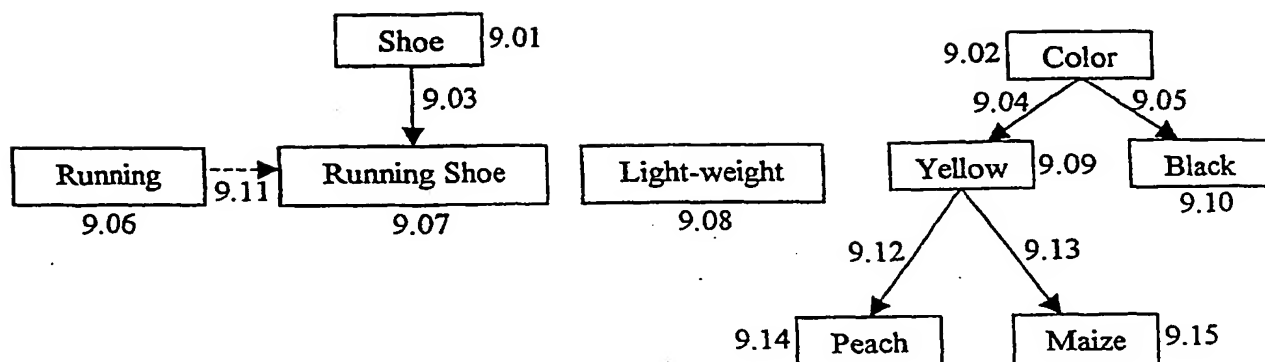 Shoe 9.01
9.02 Color
9.03
9.04 9.05
Running Running Shoe Light-weight Yellow 9.09 Black
9.11
9.06 9.07 9.08 9.10
9.12 9.13
9.14 Peach Maize 9.15